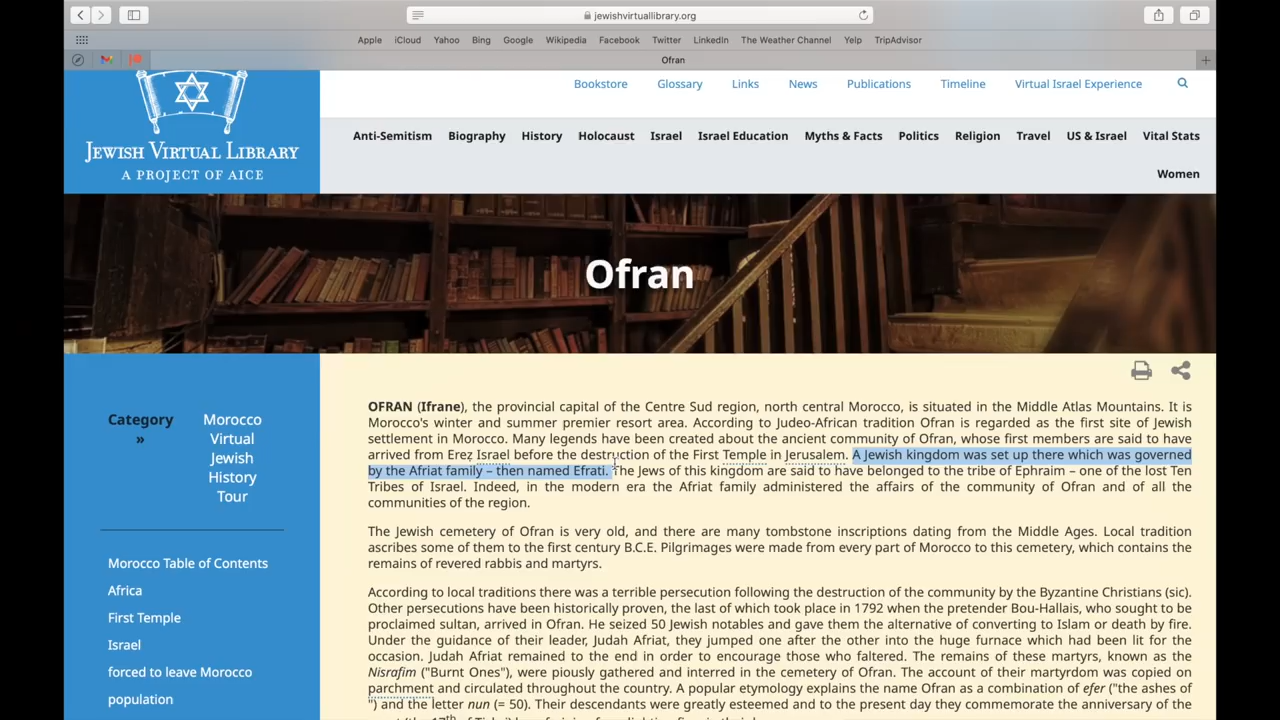 jewishvirtuallibrary.org
Apple iCloud Yahoo Bing Google Wikipedia Facebook Twitter LinkedIn The Weather Channel Yelp TripAdvisor
Ofran
Bookstore Glossary Links News Publications Timeline Virtual Israel Experience
JEWISH VIRTUAL LIBRARY
A PROJECT OF AICE
Anti-Semitism Biography History Holocaust Israel Israel Education Myths & Facts Politics Religion Travel US & Israel Vital Stats
Women
Ofran
Category
»
Morocco
Virtual
Jewish
History
Tour
Morocco Table of Contents
Africa
First Temple
Israel
forced to leave Morocco
population
OFRAN (Ifrane), the provincial capital of the Centre Sud region, north central Morocco, is situated in the Middle Atlas Mountains. It is
Morocco's winter and summer premier resort area. According to Judeo-African tradition Ofran is regarded as the first site of Jewish
settlement in Morocco. Many legends have been created about the ancient community of Ofran, whose first members are said to have
arrived from Ereẓ Israel before the destruction of the First Temple in Jerusalem. A Jewish kingdom was set up there which was governed
by the Afriat family – then named Efrati. The Jews of this kingdom are said to have belonged to the tribe of Ephraim – one of the lost Ten
Tribes of Israel. Indeed, in the modern era the Afriat family administered the affairs of the community of Ofran and of all the
communities of the region.
The Jewish cemetery of Ofran is very old, and there are many tombstone inscriptions dating from the Middle Ages. Local tradition
ascribes some of them to the first century B.C.E. Pilgrimages were made from every part of Morocco to this cemetery, which contains the
remains of revered rabbis and martyrs.
According to local traditions there was a terrible persecution following the destruction of the community by the Byzantine Christians (sic).
Other persecutions have been historically proven, the last of which took place in 1792 when the pretender Bou-Hallais, who sought to be
proclaimed sultan, arrived in Ofran. He seized 50 Jewish notables and gave them the alternative of converting to Islam or death by fire.
Under the guidance of their leader, Judah Afriat, they jumped one after the other into the huge furnace which had been lit for the
occasion. Judah Afriat remained to the end in order to encourage those who faltered. The remains of these martyrs, known as the
Nisrafim ("Burnt Ones"), were piously gathered and interred in the cemetery of Ofran. The account of their martyrdom was copied on
parchment and circulated throughout the country. A popular etymology explains the name Ofran as a combination of efer ("the ashes of
") and the letter nun (= 50). Their descendants were greatly esteemed and to the present day they commemorate the anniversary of the